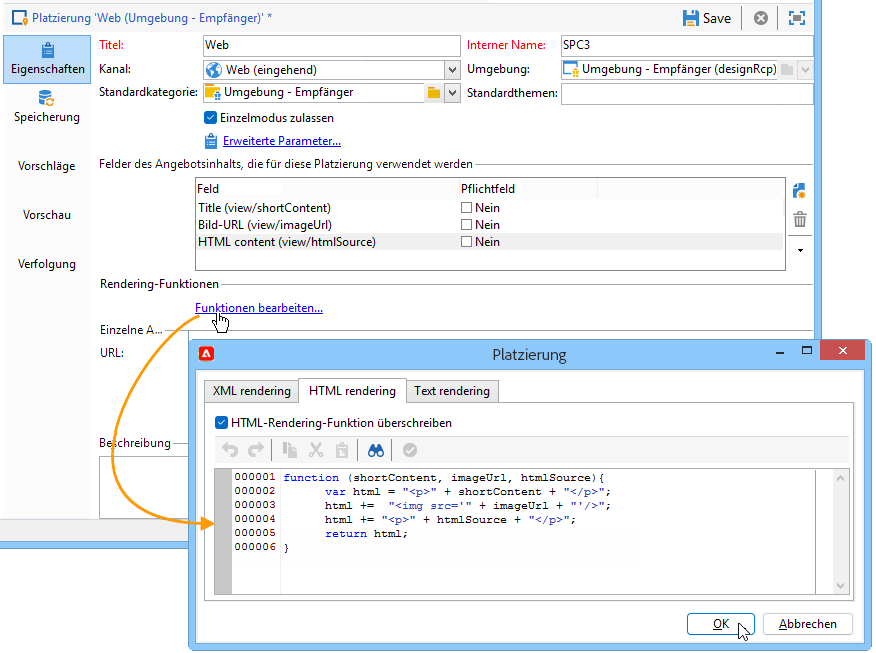 Platzierung 'Web (Umgebung - Empfänger)' *
Save
Eigenschaften
Speicherung
Vorschläge
Vorschau
Verfolgung
Titel: Web Interner Name: SPC3
Kanal: Web (eingehend) Umgebung: Umgebung - Empfänger (designRcp)
Standardkategorie: Umgebung - Empfänger Standardthemen:
Einzelmodus zulassen
Erweiterte Parameter...
Felder des Angebotsinhalts, die für diese Platzierung verwendet werden
Feld Pflichtfeld
Title (view/shortContent) Nein
Bild-URL (view/imageUrl) Nein
HTML content (view/htmlSource) Nein
Rendering-Funktionen
Funktionen bearbeiten...
Einzelne A...
URL:
Beschreibung
Platzierung
XML rendering HTML rendering Text rendering
HTML-Rendering-Funktion überschreiben
000001 function (shortContent, imageUrl, htmlSource){
000002 var html = "<p>" + shortContent + "</p>";
000003 html += "<img src='" + imageUrl + "'/>";
000004 html += "<p>" + htmlSource + "</p>";
000005 return html;
000006 }
OK Abbrechen